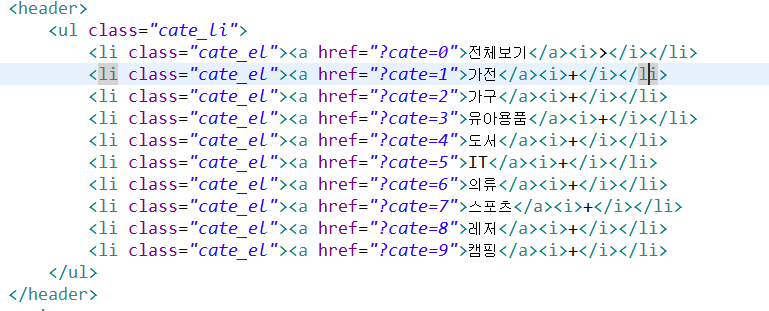 <header>
<ul class="cate_li">
<li class="cate_el"><a href="?cate=0">전체보기</a><i>></i></li>
<li class="cate_el"><a href="?cate=1">가전</a><i>+</i></li>
<li class="cate_el"><a href="?cate=2">가구</a><i>+</i></li>
<li class="cate_el"><a href="?cate=3">유아용품</a><i>+</i></li>
<li class="cate_el"><a href="?cate=4">도서</a><i>+</i></li>
<li class="cate_el"><a href="?cate=5">IT</a><i>+</i></li>
<li class="cate_el"><a href="?cate=6">의류</a><i>+</i></li>
<li class="cate_el"><a href="?cate=7">스포츠</a><i>+</i></li>
<li class="cate_el"><a href="?cate=8">레저</a><i>+</i></li>
<li class="cate_el"><a href="?cate=9">캠핑</a><i>+</i></li>
</ul>
</header>